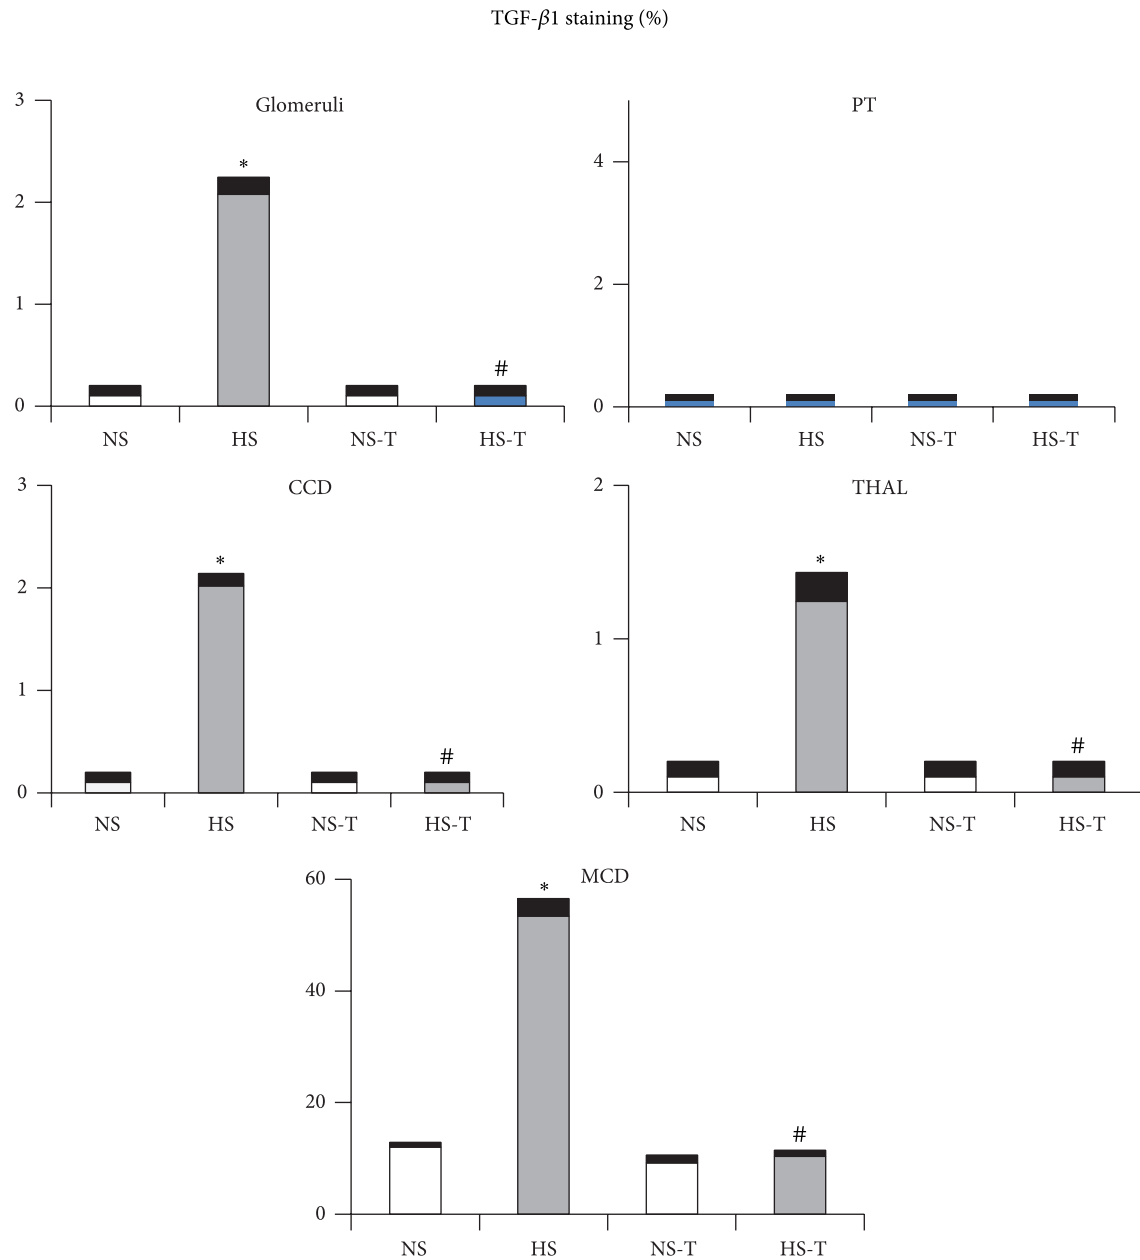 TGF-β1 staining (%)
Glomeruli
3
2
1
0
*
#
NS HS NS-T HS-T
PT
4
2
0
NS HS NS-T HS-T
CCD
3
2
1
0
*
#
NS HS NS-T HS-T
THAL
2
1
0
*
#
NS HS NS-T HS-T
MCD
60
40
20
0
*
#
NS HS NS-T HS-T